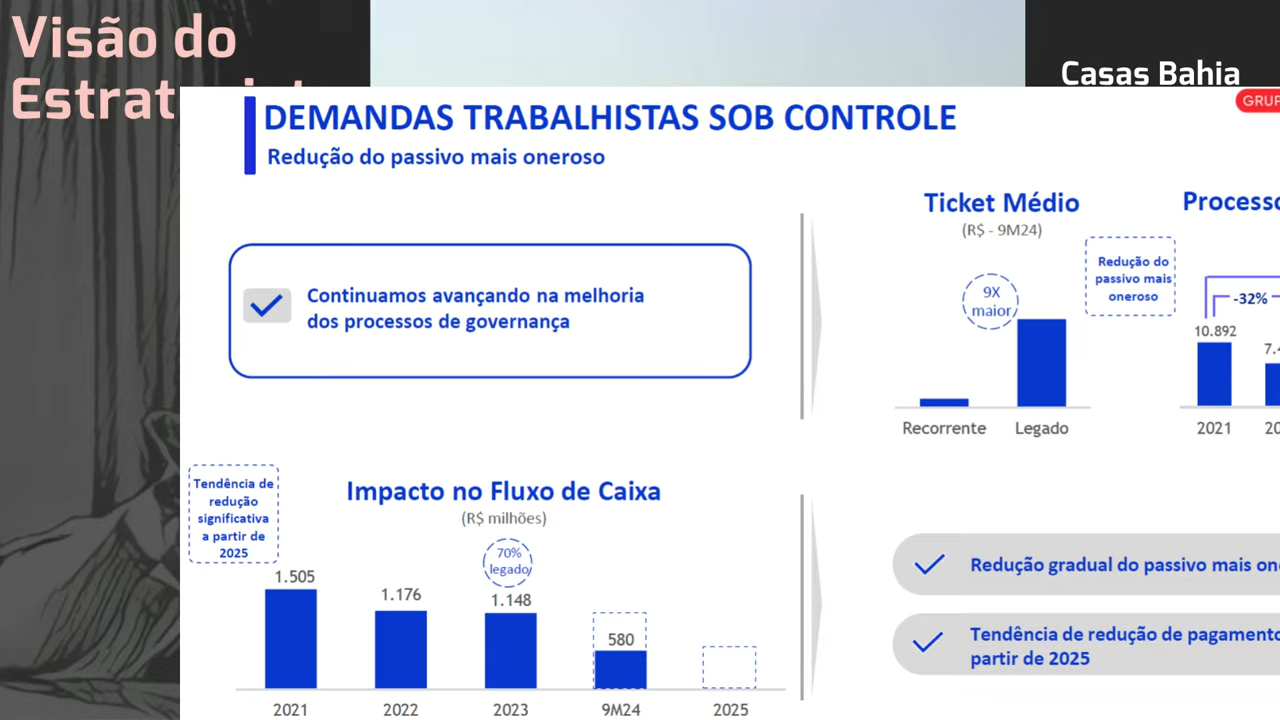 Visão do
Casas Bahia
DEMANDAS TRABALHISTAS SOB CONTROLE
Redução do passivo mais oneroso
Continuamos avançando na melhoria
dos processos de governança
Ticket Médio
(R$ - 9M24)
9X
maior
Recorrente Legado
Redução do
passivo mais
oneroso
-32%
10.892
2021
Tendência de
redução
significativa
a partir de
2025
Impacto no Fluxo de Caixa
(R$ milhões)
70%
legado
1.505
1.176
1.148
580
2021 2022 2023 9M24 2025
Redução gradual do passivo mais
Tendência de redução de
partir de 2025